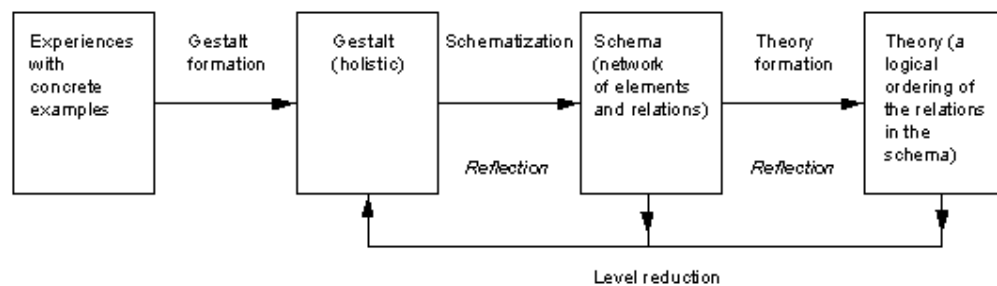 Experiences
with
concrete
examples
Gestalt
formation
Gestalt
(holistic)
Schematization
Reflection
Schema
(network
of elements
and relations)
Theory
formation
Reflection
Theory (a
logical
ordering of
the relations
in the
schema)
Level reduction